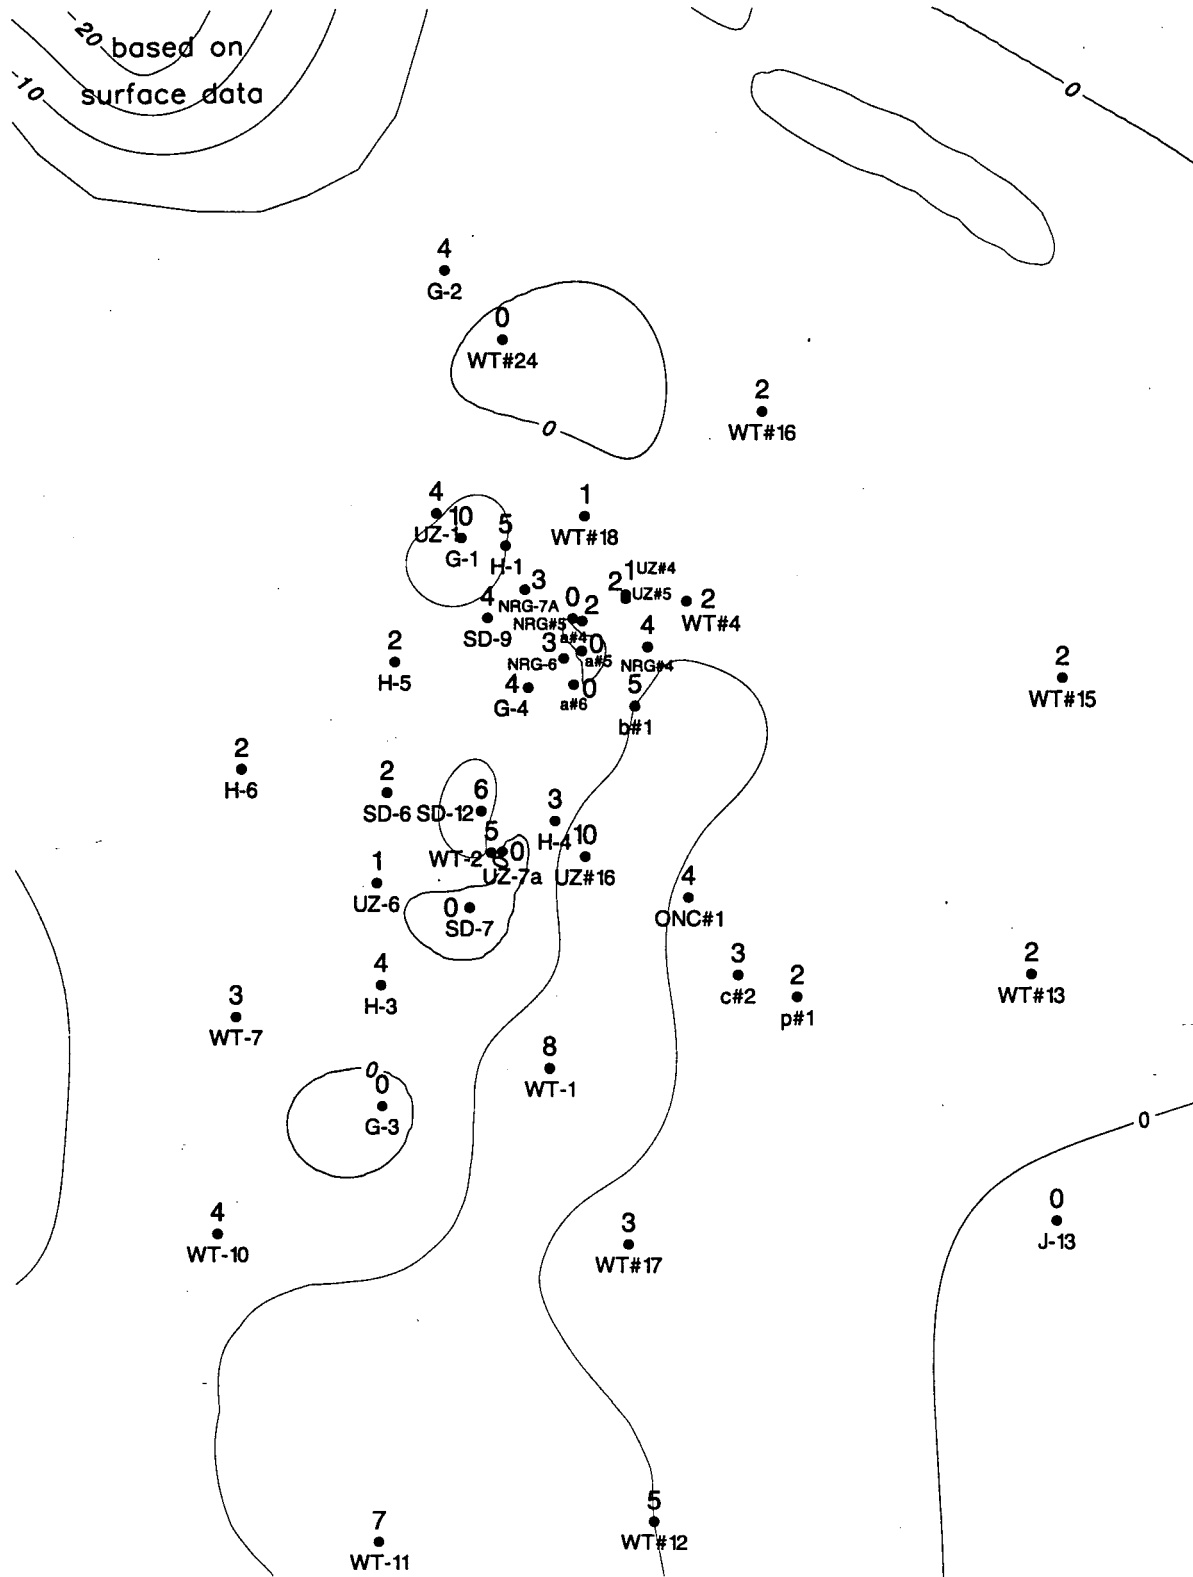 -20
based on
-10
surface data
0
4
G-2
0
WT#24
2
WT#16
0
4
UZ-1
10
G-1
5
H-1
1
WT#18
3
NRG-7A
1
UZ#4
2
UZ#5
2
WT#4
4
SD-9
0
NRG#5
2
a#4
4
NRG#4
2
H-5
3
NRG-6
0
a#5
4
G-4
0
a#6
5
b#1
2
WT#15
2
H-6
2
SD-6
6
SD-12
3
H-4
10
UZ#16
5
WT-2
0
UZ-7a
1
UZ-6
0
SD-7
4
ONC#1
4
H-3
3
c#2
2
p#1
2
WT#13
3
WT-7
8
WT-1
0
0
G-3
0
4
WT-10
3
WT#17
0
J-13
7
WT-11
5
WT#12